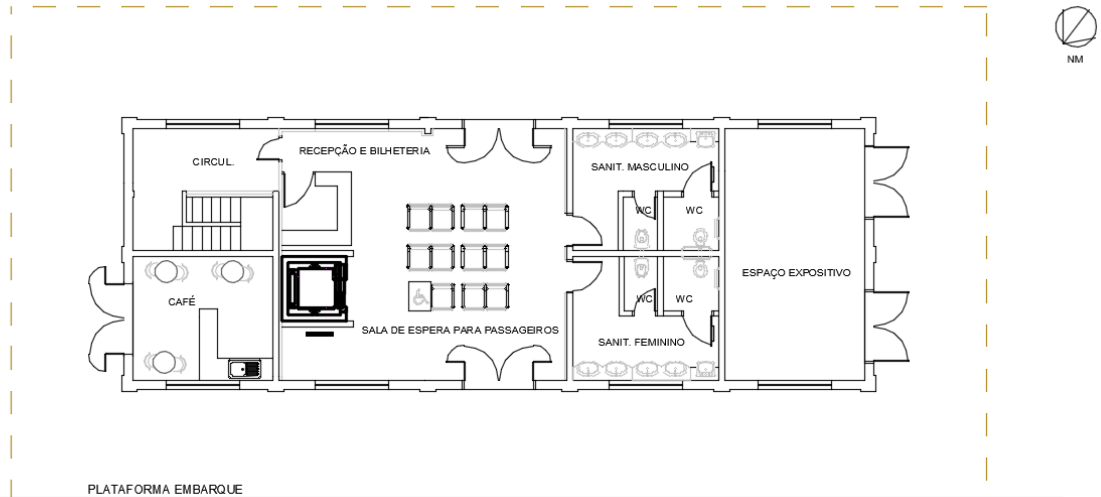 NM
RECEPÇÃO E BILHETERIA
CIRCUL.
SANIT. MASCULINO
WC
WC
ESPAÇO EXPOSITIVO
CAFÉ
WC
WC
SALA DE ESPERA PARA PASSAGEIROS
SANIT. FEMININO
PLATAFORMA EMBARQUE